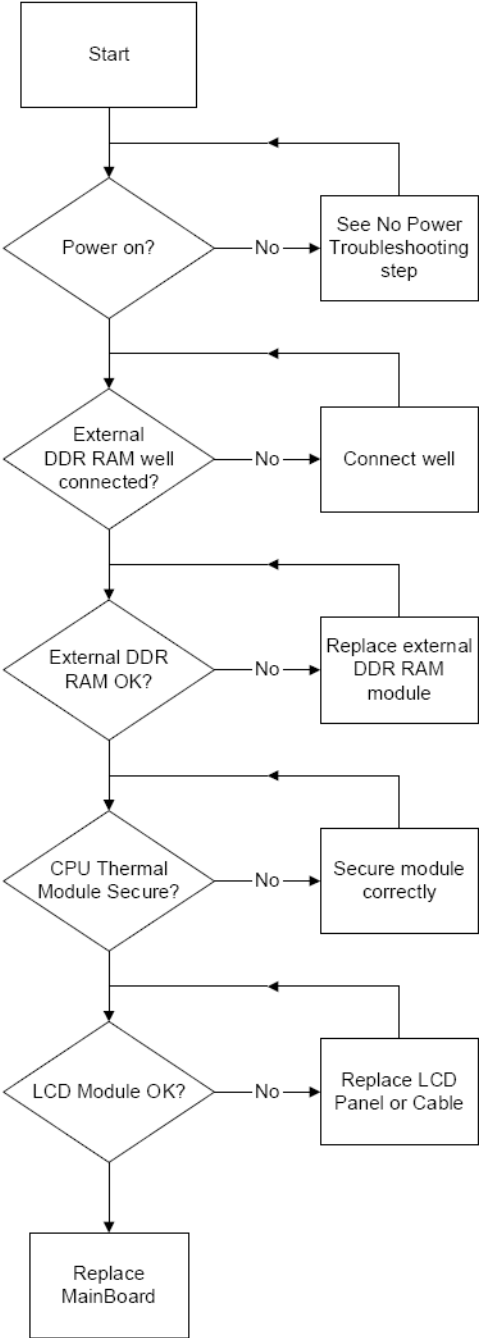 Start
Power on?
No
See No Power
Troubleshooting
step
External
DDR RAM well
connected?
No
Connect well
External DDR
RAM OK?
No
Replace external
DDR RAM
module
CPU Thermal
Module Secure?
No
Secure module
correctly
LCD Module OK?
No
Replace LCD
Panel or Cable
Replace
MainBoard